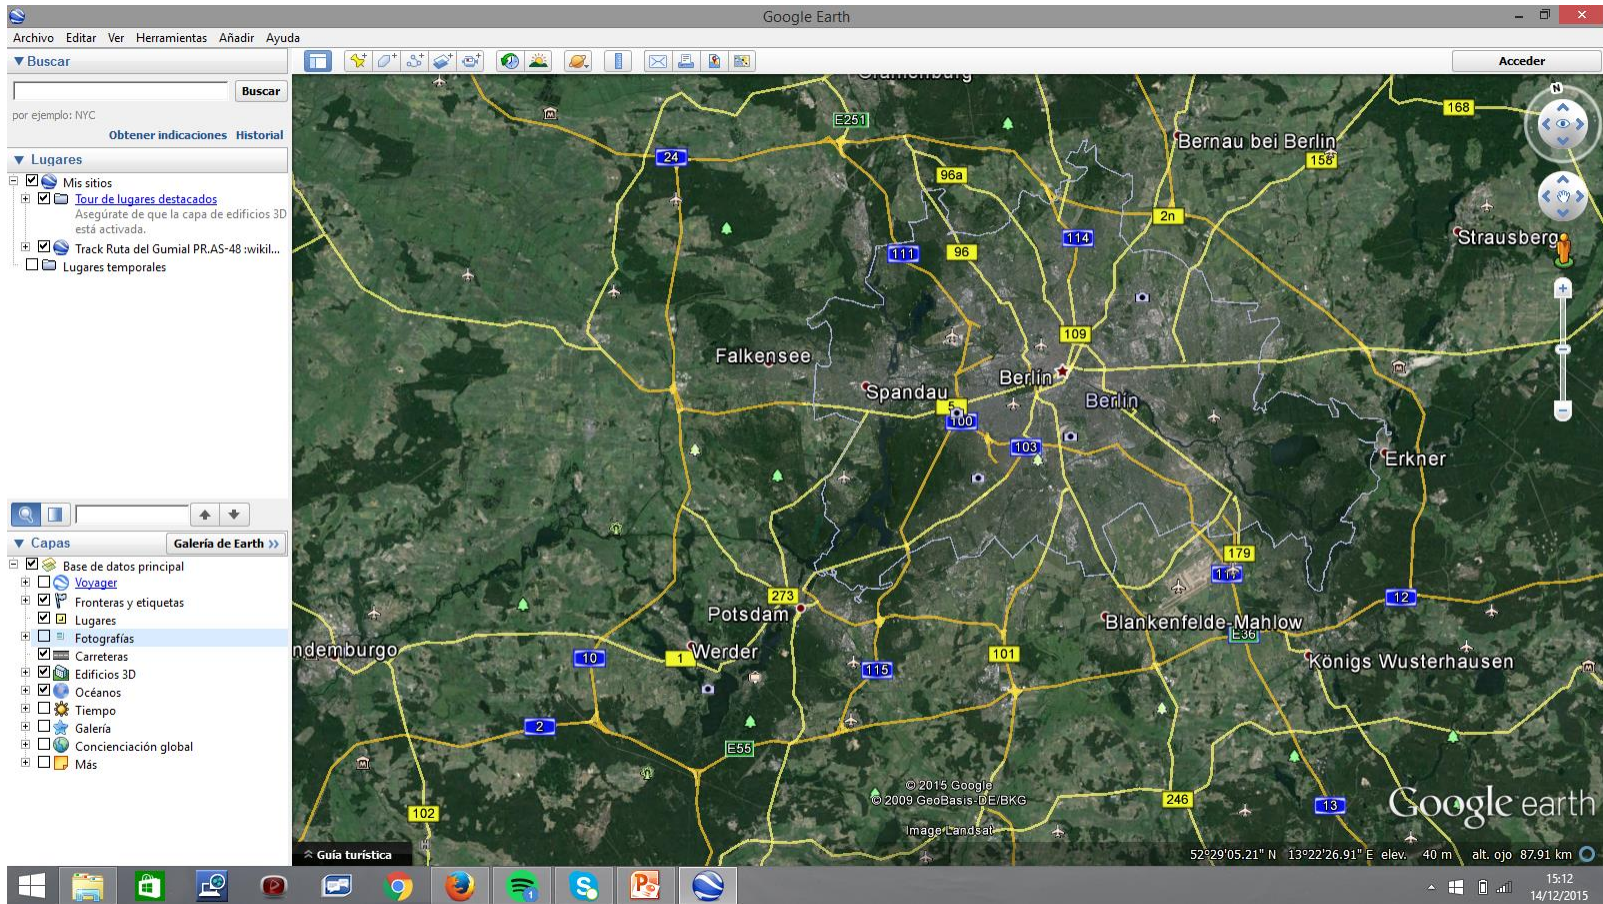 Google Earth
Archivo Editar Ver Herramientas Añadir Ayuda
Buscar
Acceder
Buscar
por ejemplo: NYC
Obtener indicaciones Historial
Lugares
Mis sitios
Tour de lugares destacados
Asegúrate de que la capa de edificios 3D
está activada.
Track Ruta del Gumial PR.AS-48 :wikil...
Lugares temporales
Capas
Galería de Earth »
Base de datos principal
Voyager
Fronteras y etiquetas
Lugares
Fotografías
Carreteras
Edificios 3D
Océanos
Tiempo
Galería
Concienciación global
Más
N
168
E251
Bernau bei Berlin
24
158
96a
2n
Strausberg
114
111
96
109
Falkensee
Berlín
Spandau
Berlín
5
100
103
Erkner
179
273
12
Potsdam
Blankenfelde-Mahlow
E36
ndemburgo
Werder
10
1
101
Königs Wusterhausen
115
2
E55
© 2015 Google
© 2009 GeoBasis-DE/BKG
102
246
13
Google earth
Image Landsat
Guía turística
52°29'05.21" N 13°22'26.91" E elev. 40 m alt. ojo 87.91 km
1
15:12
14/12/2015